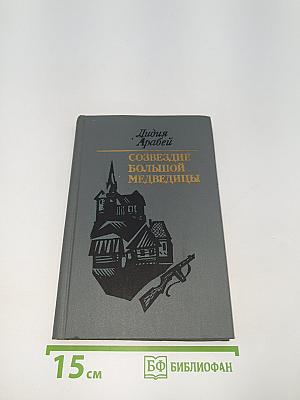 Лидия
Арабей
СОЗВЕЗДИЕ
БОЛЬШОЙ
МЕДВЕДИЦЫ
15 см
БФ БИБЛИОФАН